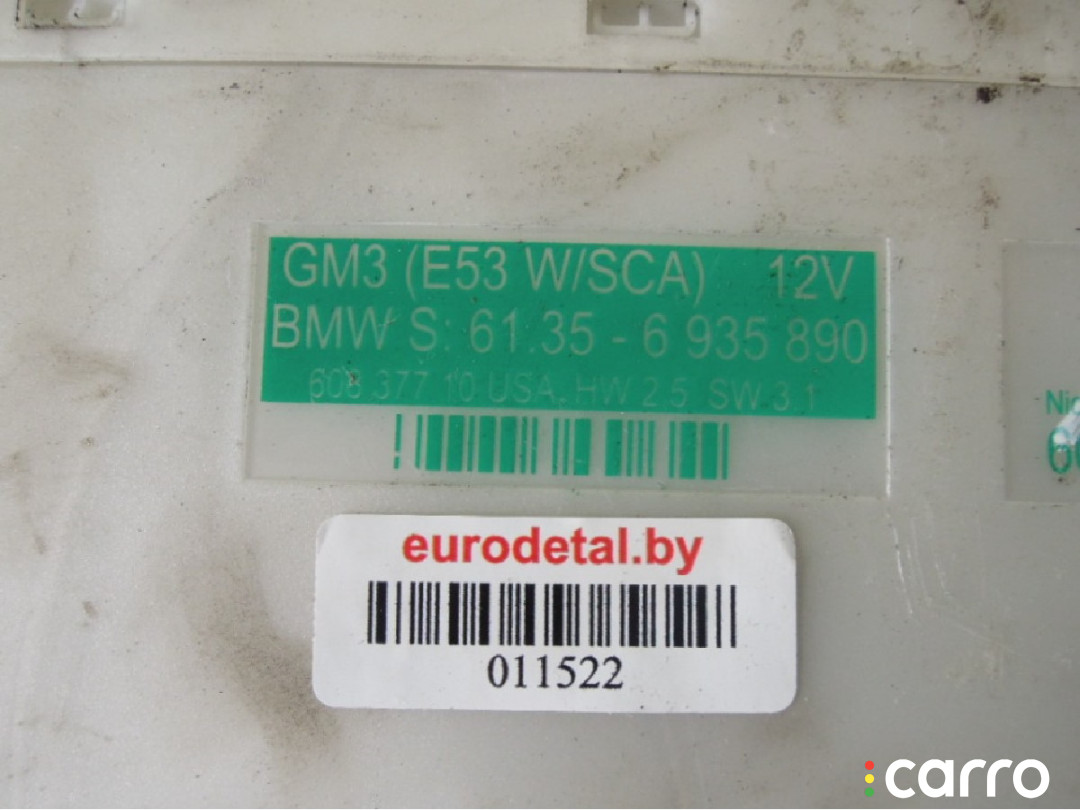 GM3 (E53 W/SCA) 12V
BMW S: 61.35 - 6 935 890
608 377 10 USA, HW 2.5 SW 3.1
eurodetal.by
011522
carro